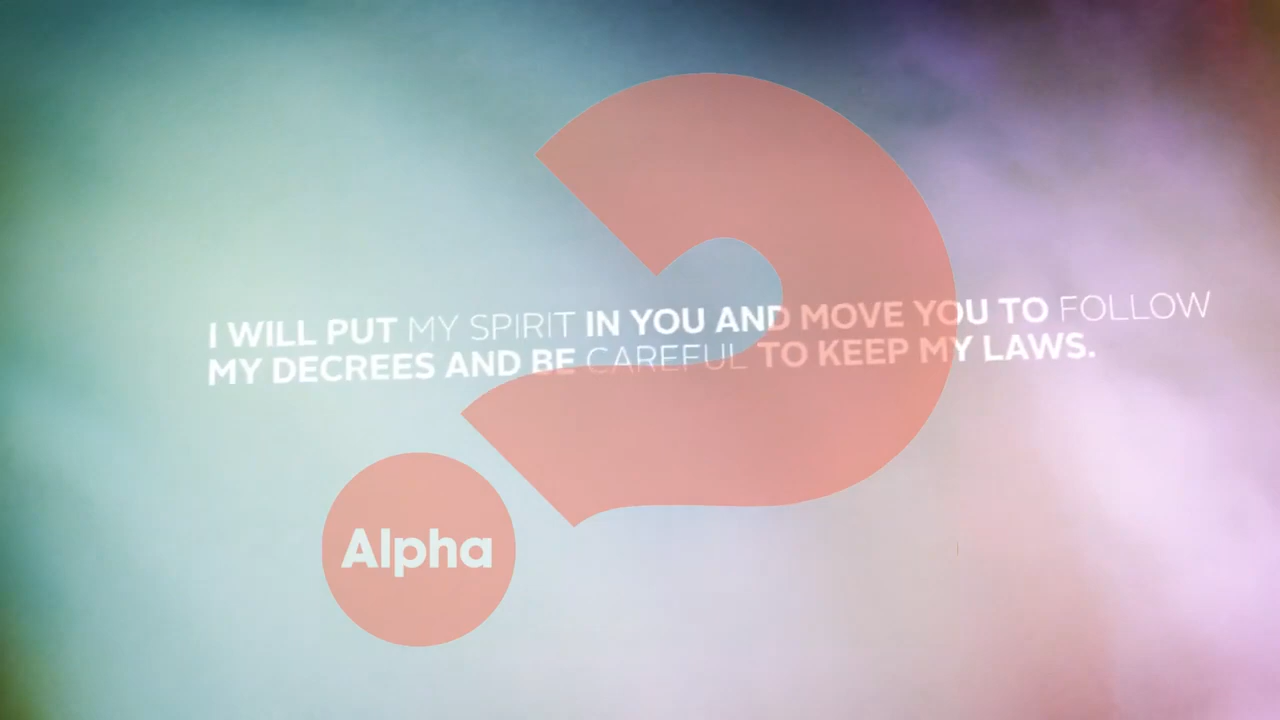 I WILL PUT MY SPIRIT IN YOU AND MOVE YOU TO FOLLOW
MY DECREES AND BE CAREFUL TO KEEP MY LAWS.
Alpha